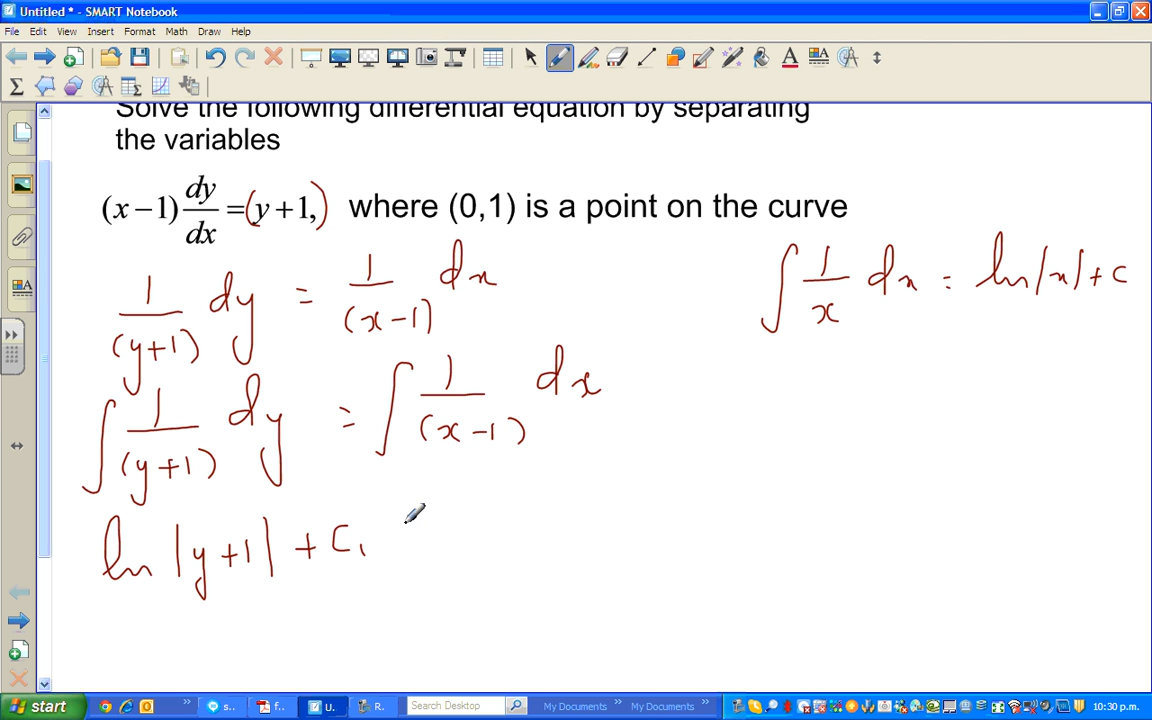 Untitled * - SMART Notebook
File Edit View Insert Format Math Draw Help
Solve the following differential equation by separating
the variables
(x − 1) dy/dx = (y + 1,) where (0,1) is a point on the curve
1/(y+1) dy = 1/(x−1) dx
∫ 1/x dx = ln|x| + c
∫ 1/(y+1) dy = ∫ 1/(x−1) dx
ln |y+1| + C₁
start
s...
f...
U.
R.
Search Desktop
My Documents
My Documents
10:30 p.m.